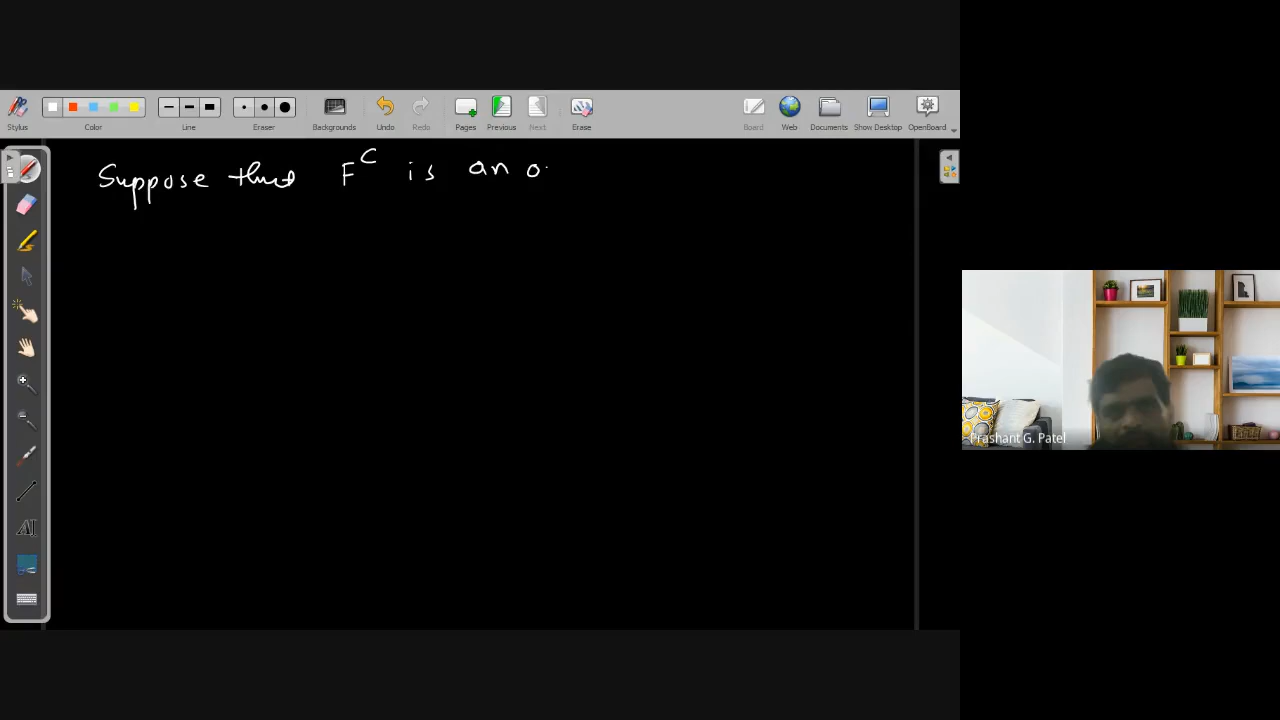 Stylus Color Line Eraser Backgrounds Undo Redo Pages Previous Next Erase Board Web Documents Show Desktop OpenBoard
Suppose that F^C is an o
Prashant G. Patel